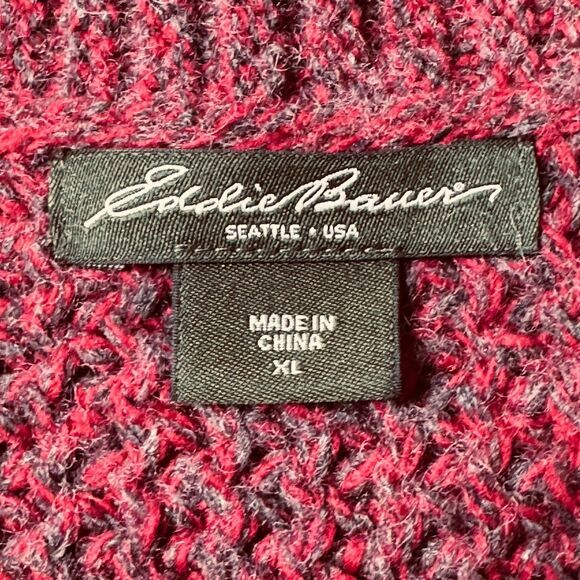 Eddie Bauer®
SEATTLE • USA
MADE IN
CHINA
XL